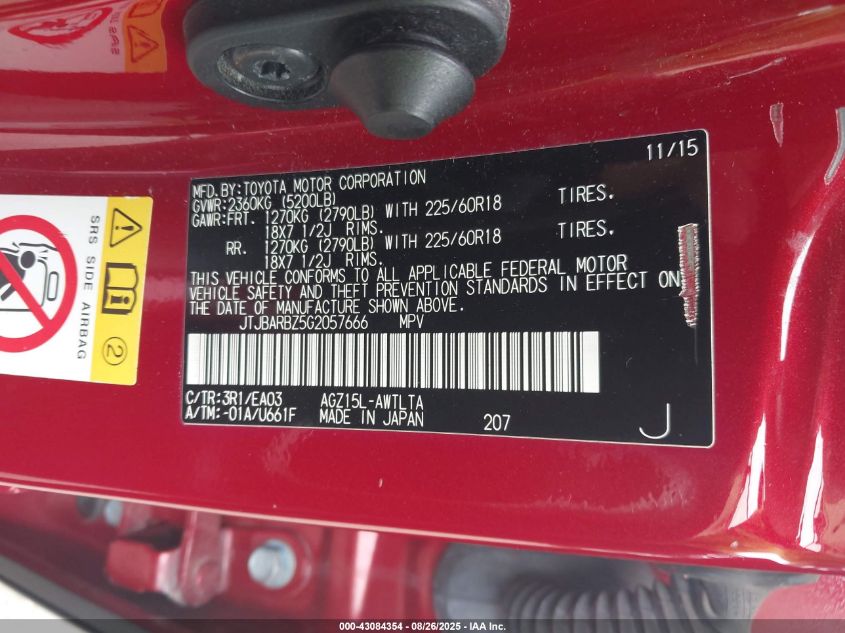 11/15
MFD.BY:TOYOTA MOTOR CORPORATION
GVWR:2360KG (5200LB)
GAWR:FRT. 1270KG (2790LB) WITH 225/60R18 TIRES.
18X7 1/2J RIMS.
RR. 1270KG (2790LB) WITH 225/60R18 TIRES.
18X7 1/2J RIMS.
THIS VEHICLE CONFORMS TO ALL APPLICABLE FEDERAL MOTOR
VEHICLE SAFETY AND THEFT PREVENTION STANDARDS IN EFFECT ON
THE DATE OF MANUFACTURE SHOWN ABOVE.
JTJBARBZ5G2057666 MPV
C/TR:3R1/EA03 AGZ15L-AWTLTA
A/TM:-01A/U661F MADE IN JAPAN 207 J
SRS SIDE AIRBAG
2
000-43084354 | 08/26/2025 | IAA Inc.